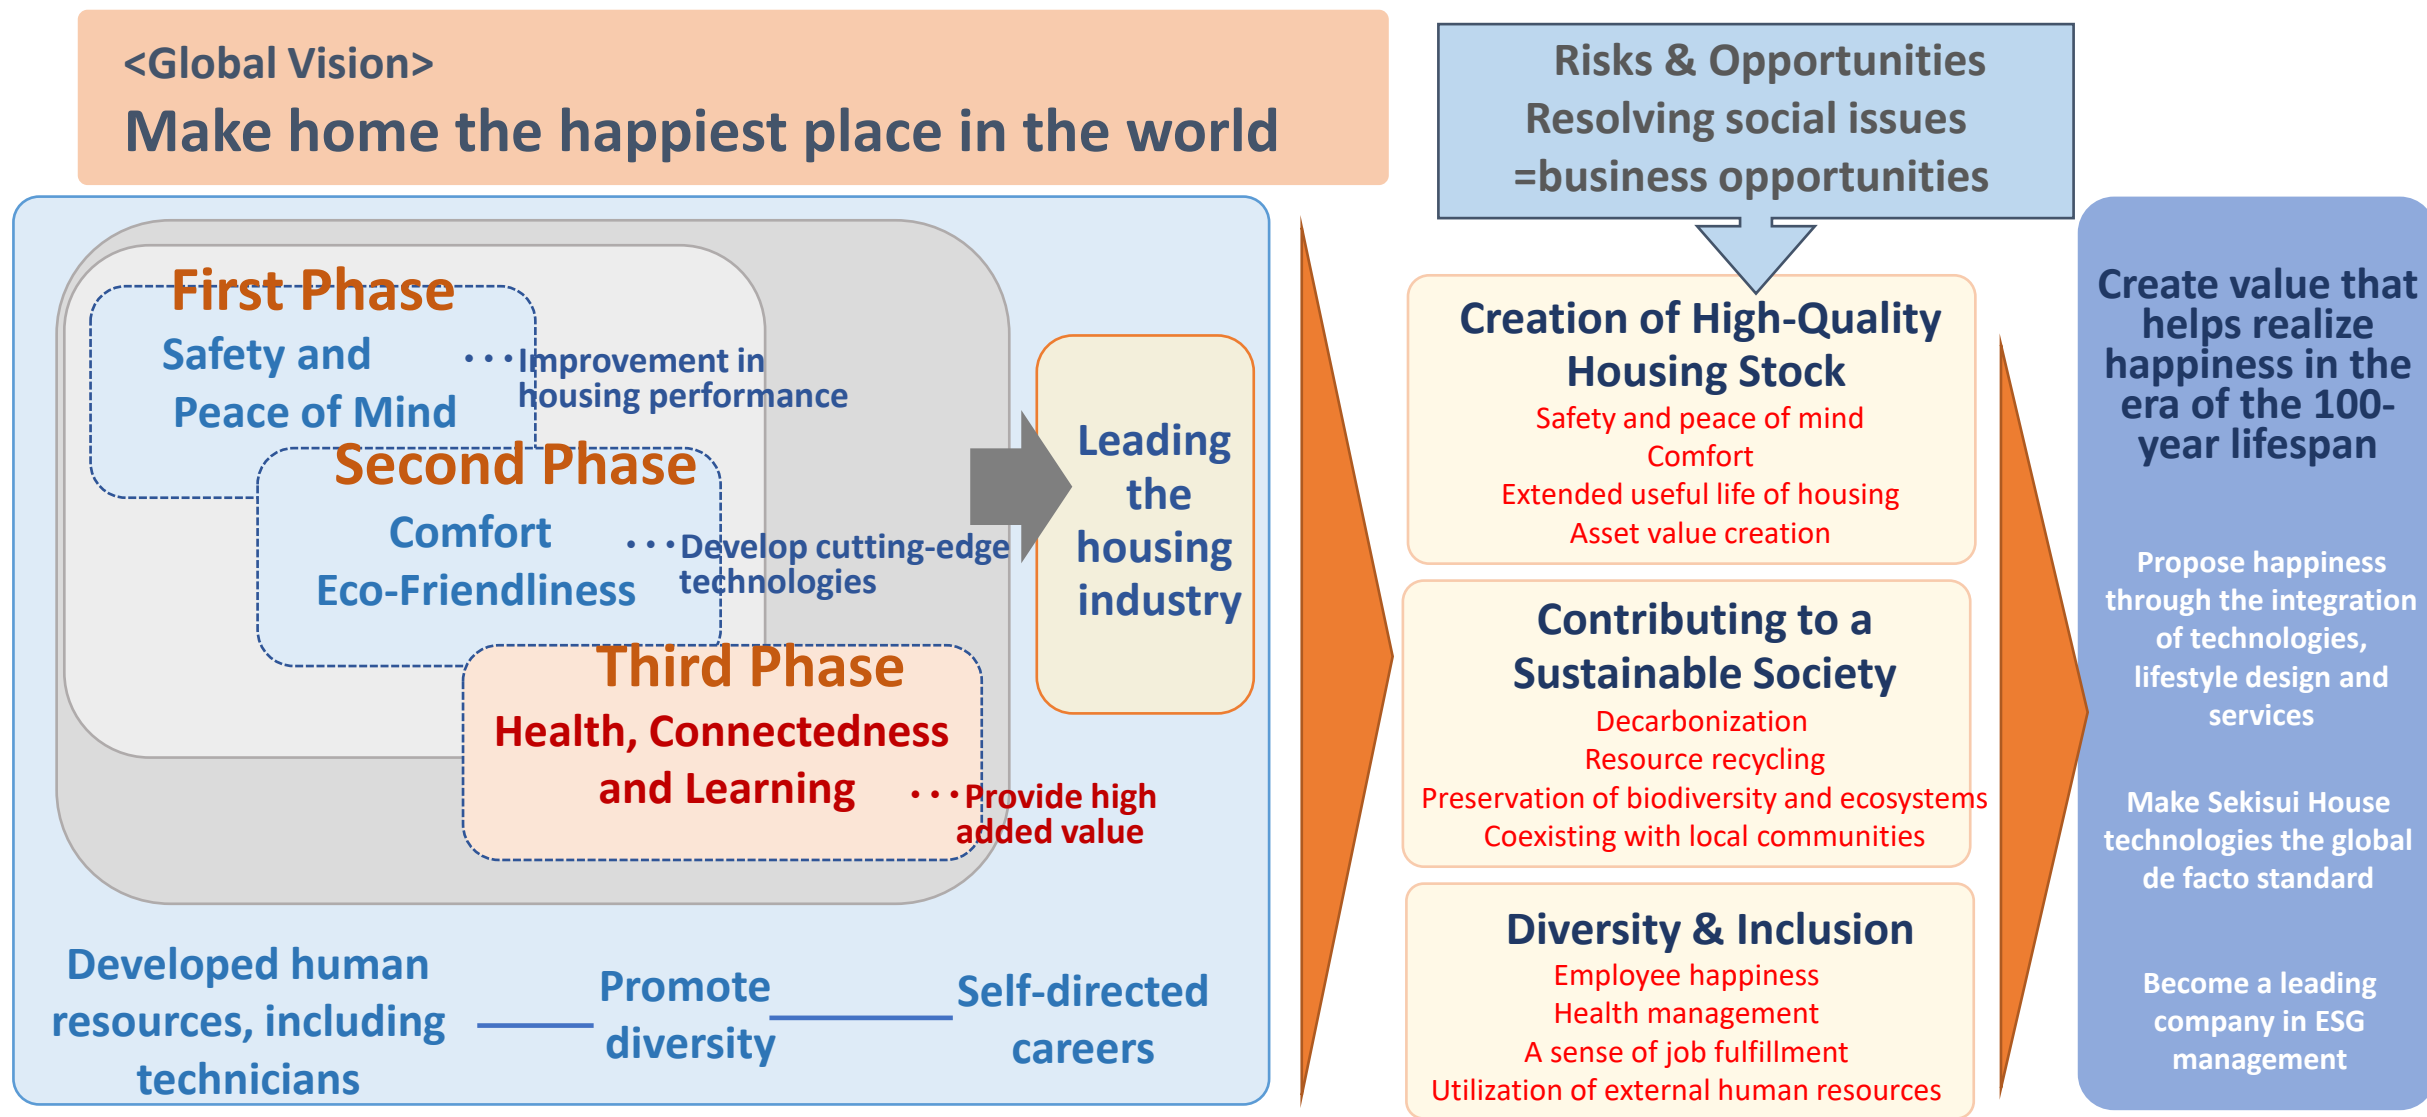 <Global Vision>
Make home the happiest place in the world
First Phase
Safety and
Peace of Mind
・・・Improvement in
housing performance
Second Phase
Comfort
Eco-Friendliness
・・・Develop cutting-edge
technologies
Third Phase
Health, Connectedness
and Learning
・・・Provide high
added value
Leading
the
housing
industry
Developed human
resources, including
technicians
Promote
diversity
Self-directed
careers
Risks & Opportunities
Resolving social issues
=business opportunities
Creation of High-Quality
Housing Stock
Safety and peace of mind
Comfort
Extended useful life of housing
Asset value creation
Contributing to a
Sustainable Society
Decarbonization
Resource recycling
Preservation of biodiversity and ecosystems
Coexisting with local communities
Diversity & Inclusion
Employee happiness
Health management
A sense of job fulfillment
Utilization of external human resources
Create value that
helps realize
happiness in the
era of the 100-
year lifespan
Propose happiness
through the integration
of technologies,
lifestyle design and
services
Make Sekisui House
technologies the global
de facto standard
Become a leading
company in ESG
management